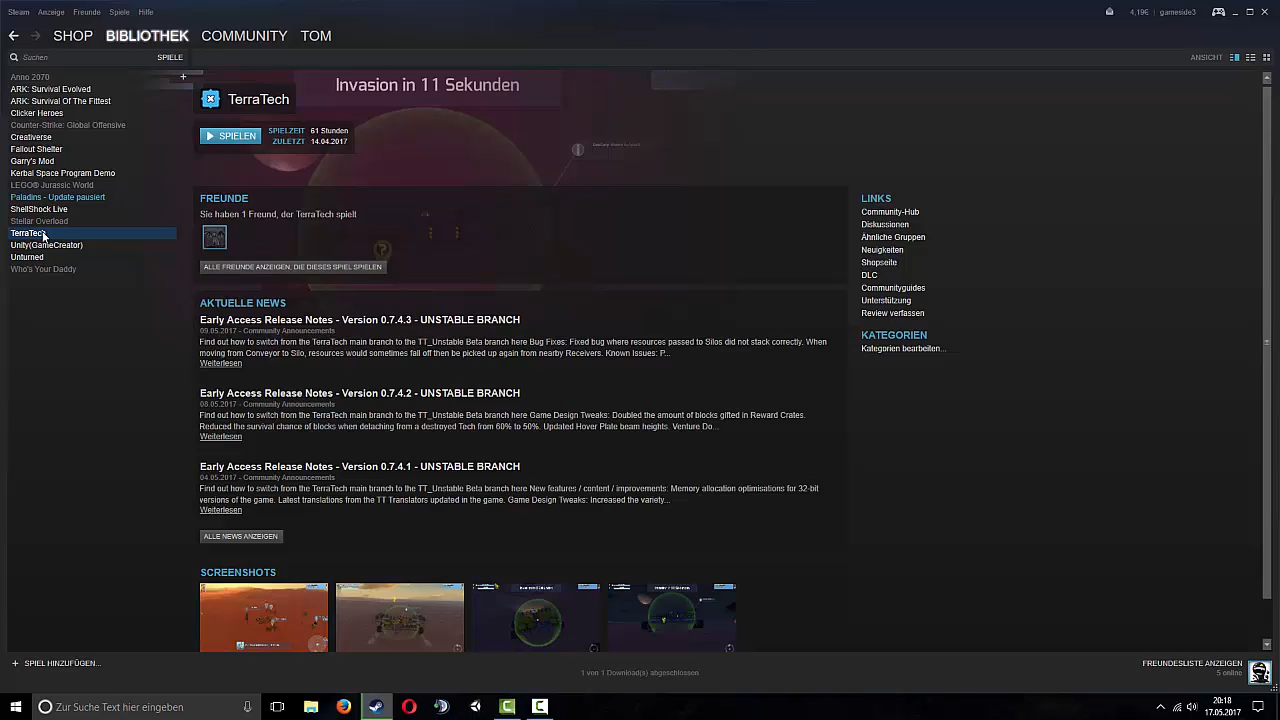 Steam Anzeige Freunde Spiele Hilfe
4,196 gameside3
SHOP BIBLIOTHEK COMMUNITY TOM
Suchen SPIELE
ANSICHT
Anno 2070
ARK: Survival Evolved
ARK: Survival Of The Fittest
Clicker Heroes
Counter-Strike: Global Offensive
Creativerse
Fallout Shelter
Garry's Mod
Kerbal Space Program Demo
LEGO® Jurassic World
Paladins - Update pausiert
ShellShock Live
Stellar Overload
TerraTech
Unity(GameCreator)
Unturned
Who's Your Daddy
Invasion in 11 Sekunden
TerraTech
SPIELEN
SPIELZEIT 61 Stunden
ZULETZT 14.04.2017
FREUNDE
Sie haben 1 Freund, der TerraTech spielt
ALLE FREUNDE ANZEIGEN, DIE DIESES SPIEL SPIELEN
AKTUELLE NEWS
Early Access Release Notes - Version 0.7.4.3 - UNSTABLE BRANCH
09.05.2017 - Community Announcements
Find out how to switch from the TerraTech main branch to the TT_Unstable Beta branch here Bug Fixes: Fixed bug where resources passed to Silos did not stack correctly. When
moving from Conveyor to Silo, resources would sometimes fall off then be picked up again from nearby Receivers. Known Issues: P...
Weiterlesen
Early Access Release Notes - Version 0.7.4.2 - UNSTABLE BRANCH
08.05.2017 - Community Announcements
Find out how to switch from the TerraTech main branch to the TT_Unstable Beta branch here Game Design Tweaks: Doubled the amount of blocks gifted in Reward Crates.
Reduced the survival chance of blocks when detaching from a destroyed Tech from 60% to 50%. Updated Hover Plate beam heights. Venture Do...
Weiterlesen
Early Access Release Notes - Version 0.7.4.1 - UNSTABLE BRANCH
04.05.2017 - Community Announcements
Find out how to switch from the TerraTech main branch to the TT_Unstable Beta branch here New features / content / improvements: Memory allocation optimisations for 32-bit
versions of the game. Latest translations from the TT Translators updated in the game. Game Design Tweaks: Increased the variety...
Weiterlesen
ALLE NEWS ANZEIGEN
SCREENSHOTS
LINKS
Community-Hub
Diskussionen
Ähnliche Gruppen
Neuigkeiten
Shopseite
DLC
Communityguides
Unterstützung
Review verfassen
KATEGORIEN
Kategorien bearbeiten...
+ SPIEL HINZUFÜGEN...
1 von 1 Download(s) abgeschlossen
FREUNDESLISTE ANZEIGEN
5 online
Zur Suche Text hier eingeben
20:18
17.05.2017